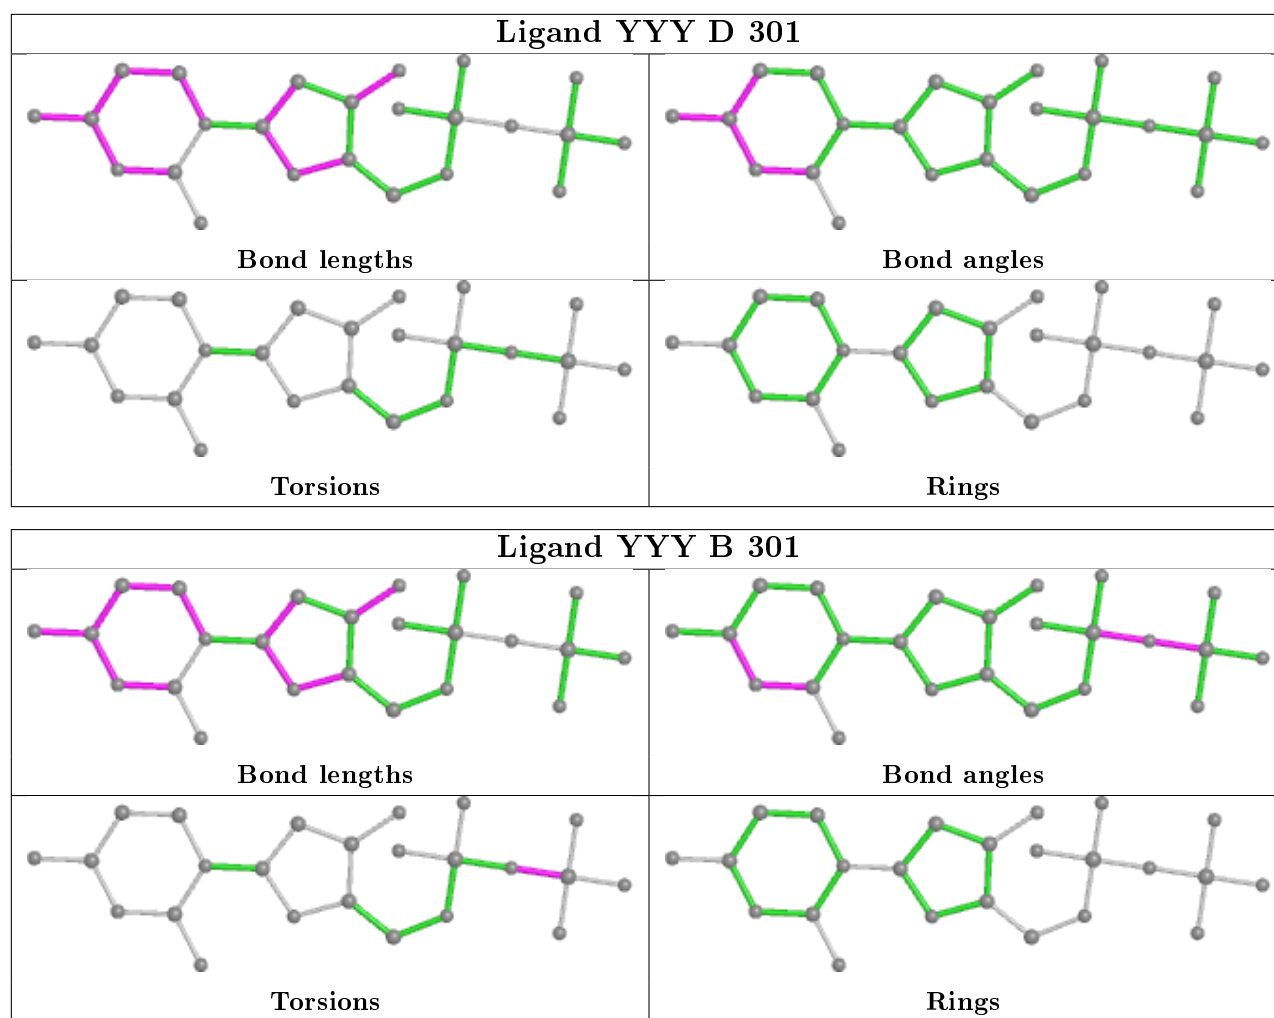 Ligand YYY D 301
Bond lengths
Bond angles
Torsions
Rings
Ligand YYY B 301
Bond lengths
Bond angles
Torsions
Rings